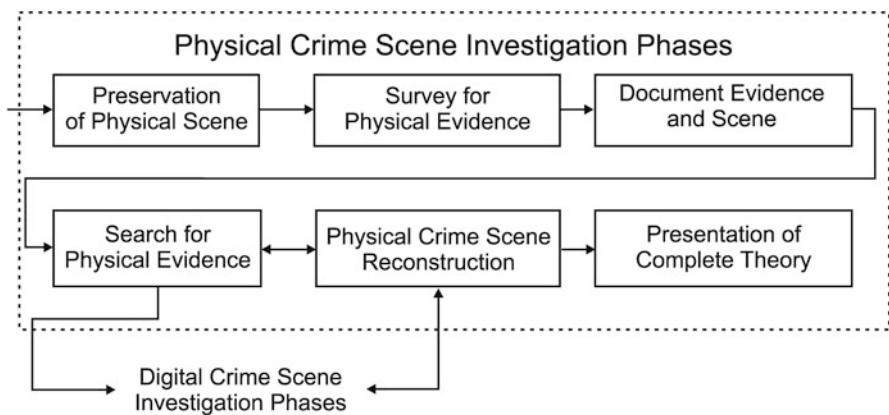 Physical Crime Scene Investigation Phases
Preservation
of Physical Scene
Survey for
Physical Evidence
Document Evidence
and Scene
Search for
Physical Evidence
Physical Crime Scene
Reconstruction
Presentation of
Complete Theory
Digital Crime Scene
Investigation Phases